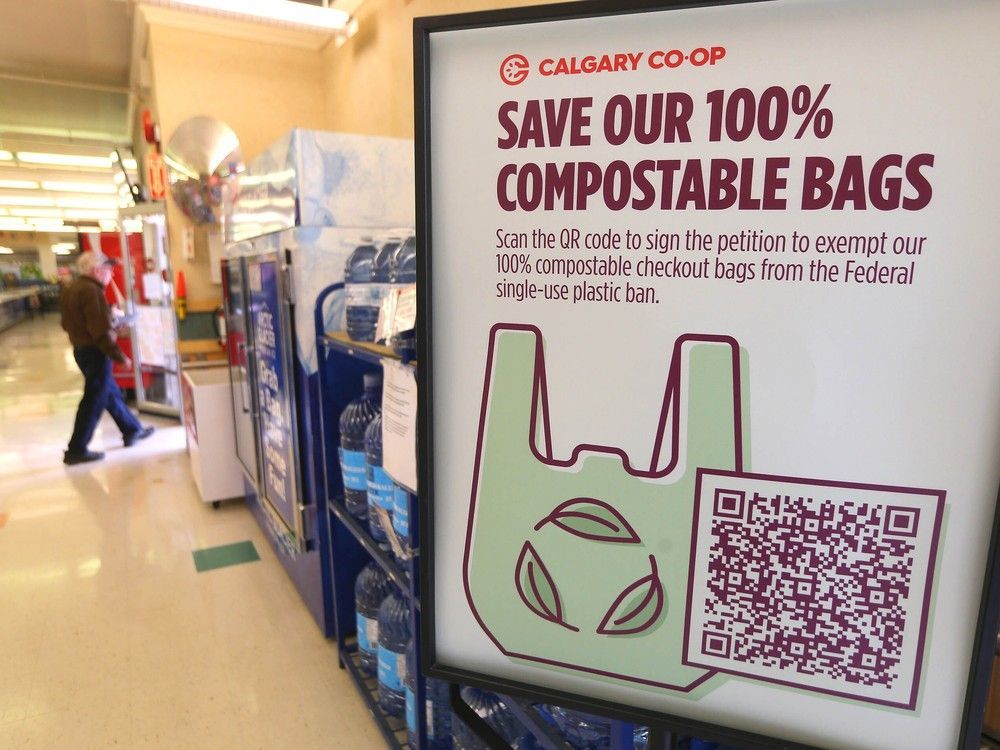 CALGARY CO·OP
SAVE OUR 100%
COMPOSTABLE BAGS
Scan the QR code to sign the petition to exempt our
100% compostable checkout bags from the Federal
single-use plastic ban.